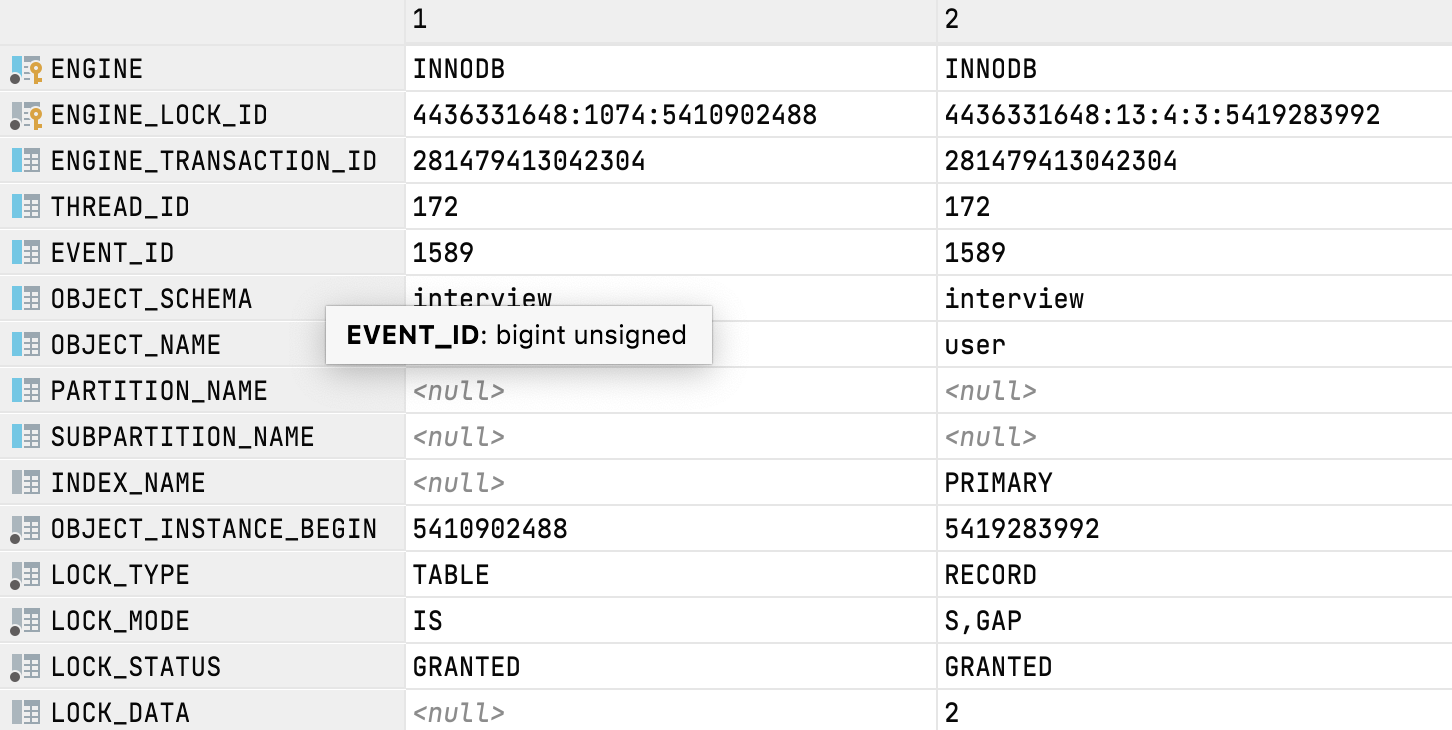 1 2
ENGINE INNODB INNODB
ENGINE_LOCK_ID 4436331648:1074:5410902488 4436331648:13:4:3:5419283992
ENGINE_TRANSACTION_ID 281479413042304 281479413042304
THREAD_ID 172 172
EVENT_ID 1589 1589
OBJECT_SCHEMA interview interview
EVENT_ID: bigint unsigned
OBJECT_NAME user
PARTITION_NAME <null> <null>
SUBPARTITION_NAME <null> <null>
INDEX_NAME <null> PRIMARY
OBJECT_INSTANCE_BEGIN 5410902488 5419283992
LOCK_TYPE TABLE RECORD
LOCK_MODE IS S,GAP
LOCK_STATUS GRANTED GRANTED
LOCK_DATA <null> 2